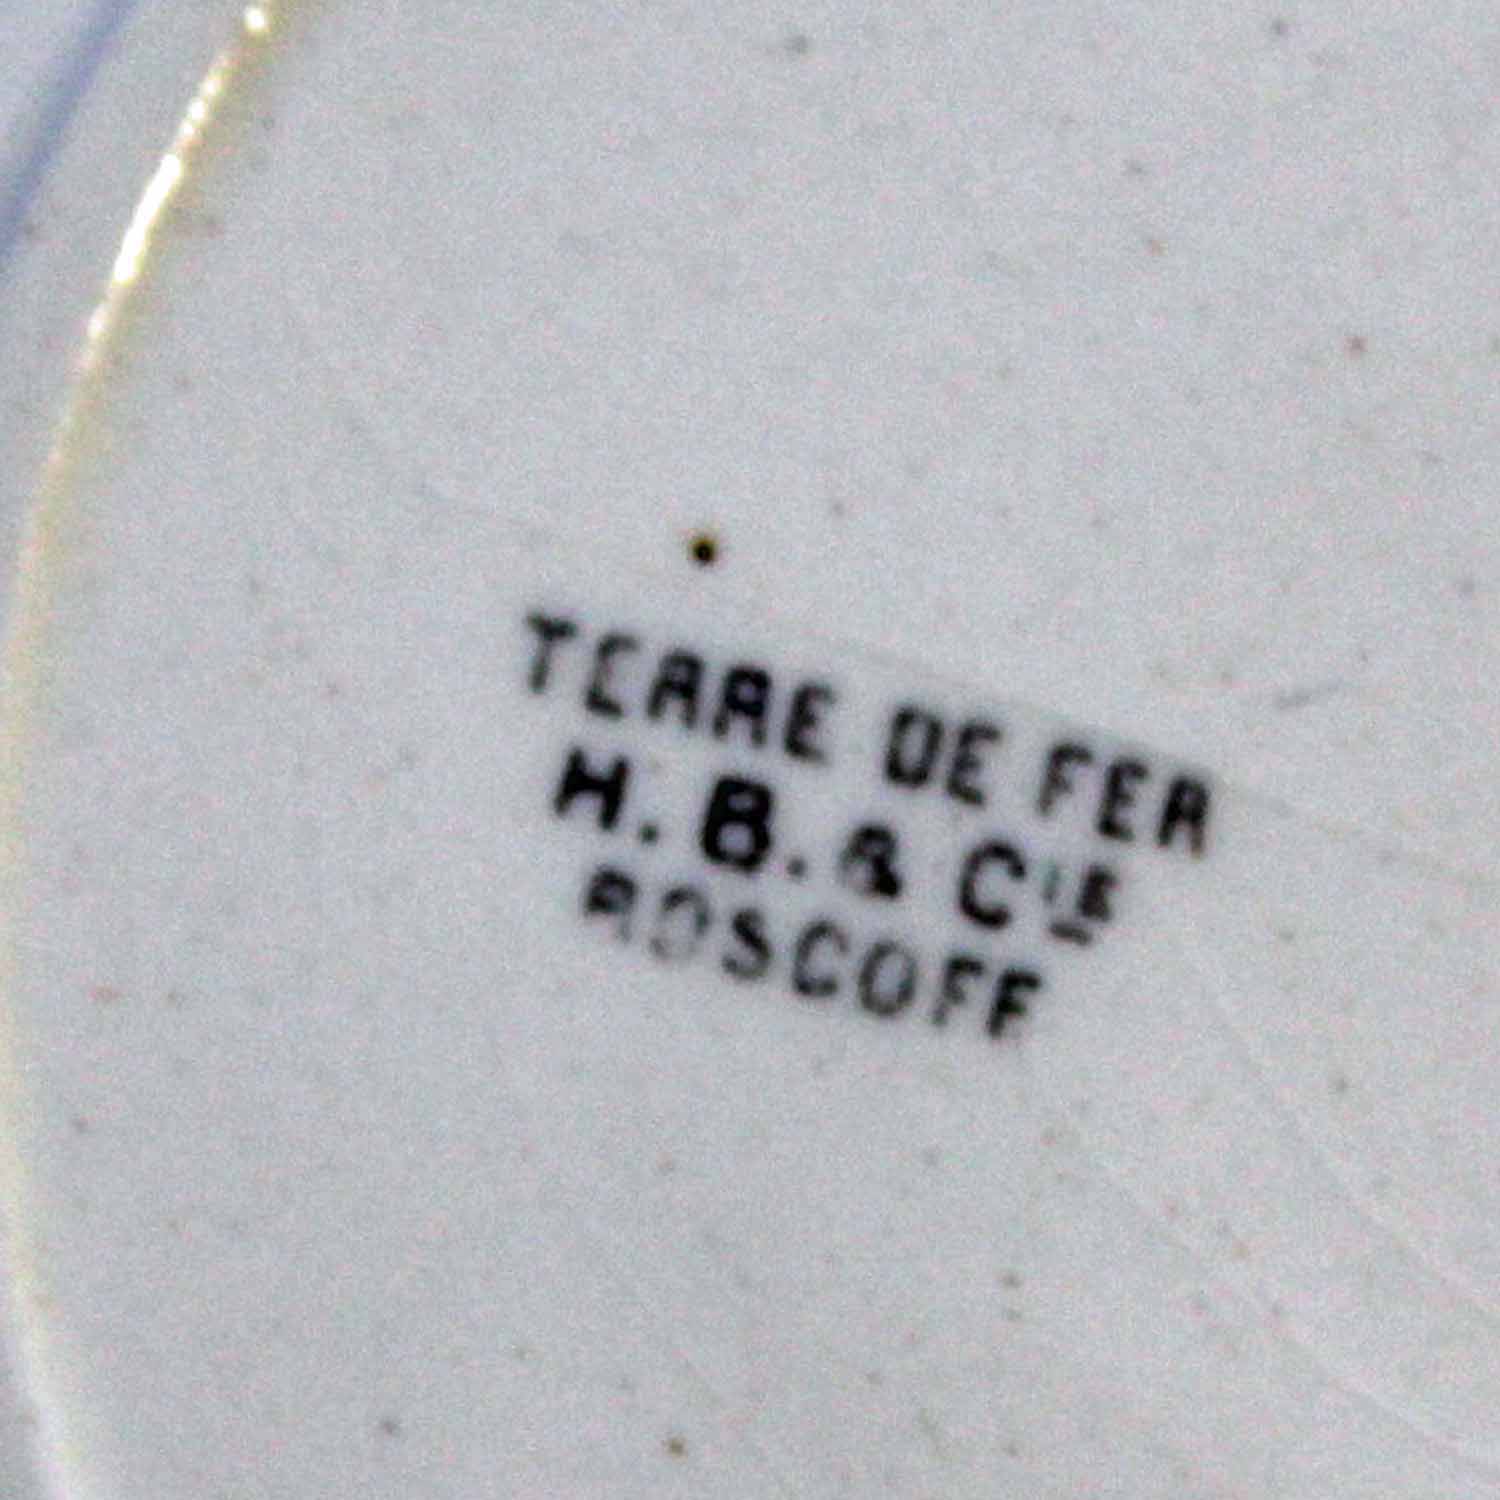 TERRE DE FER
H. B. & Cie
ROSCOFF